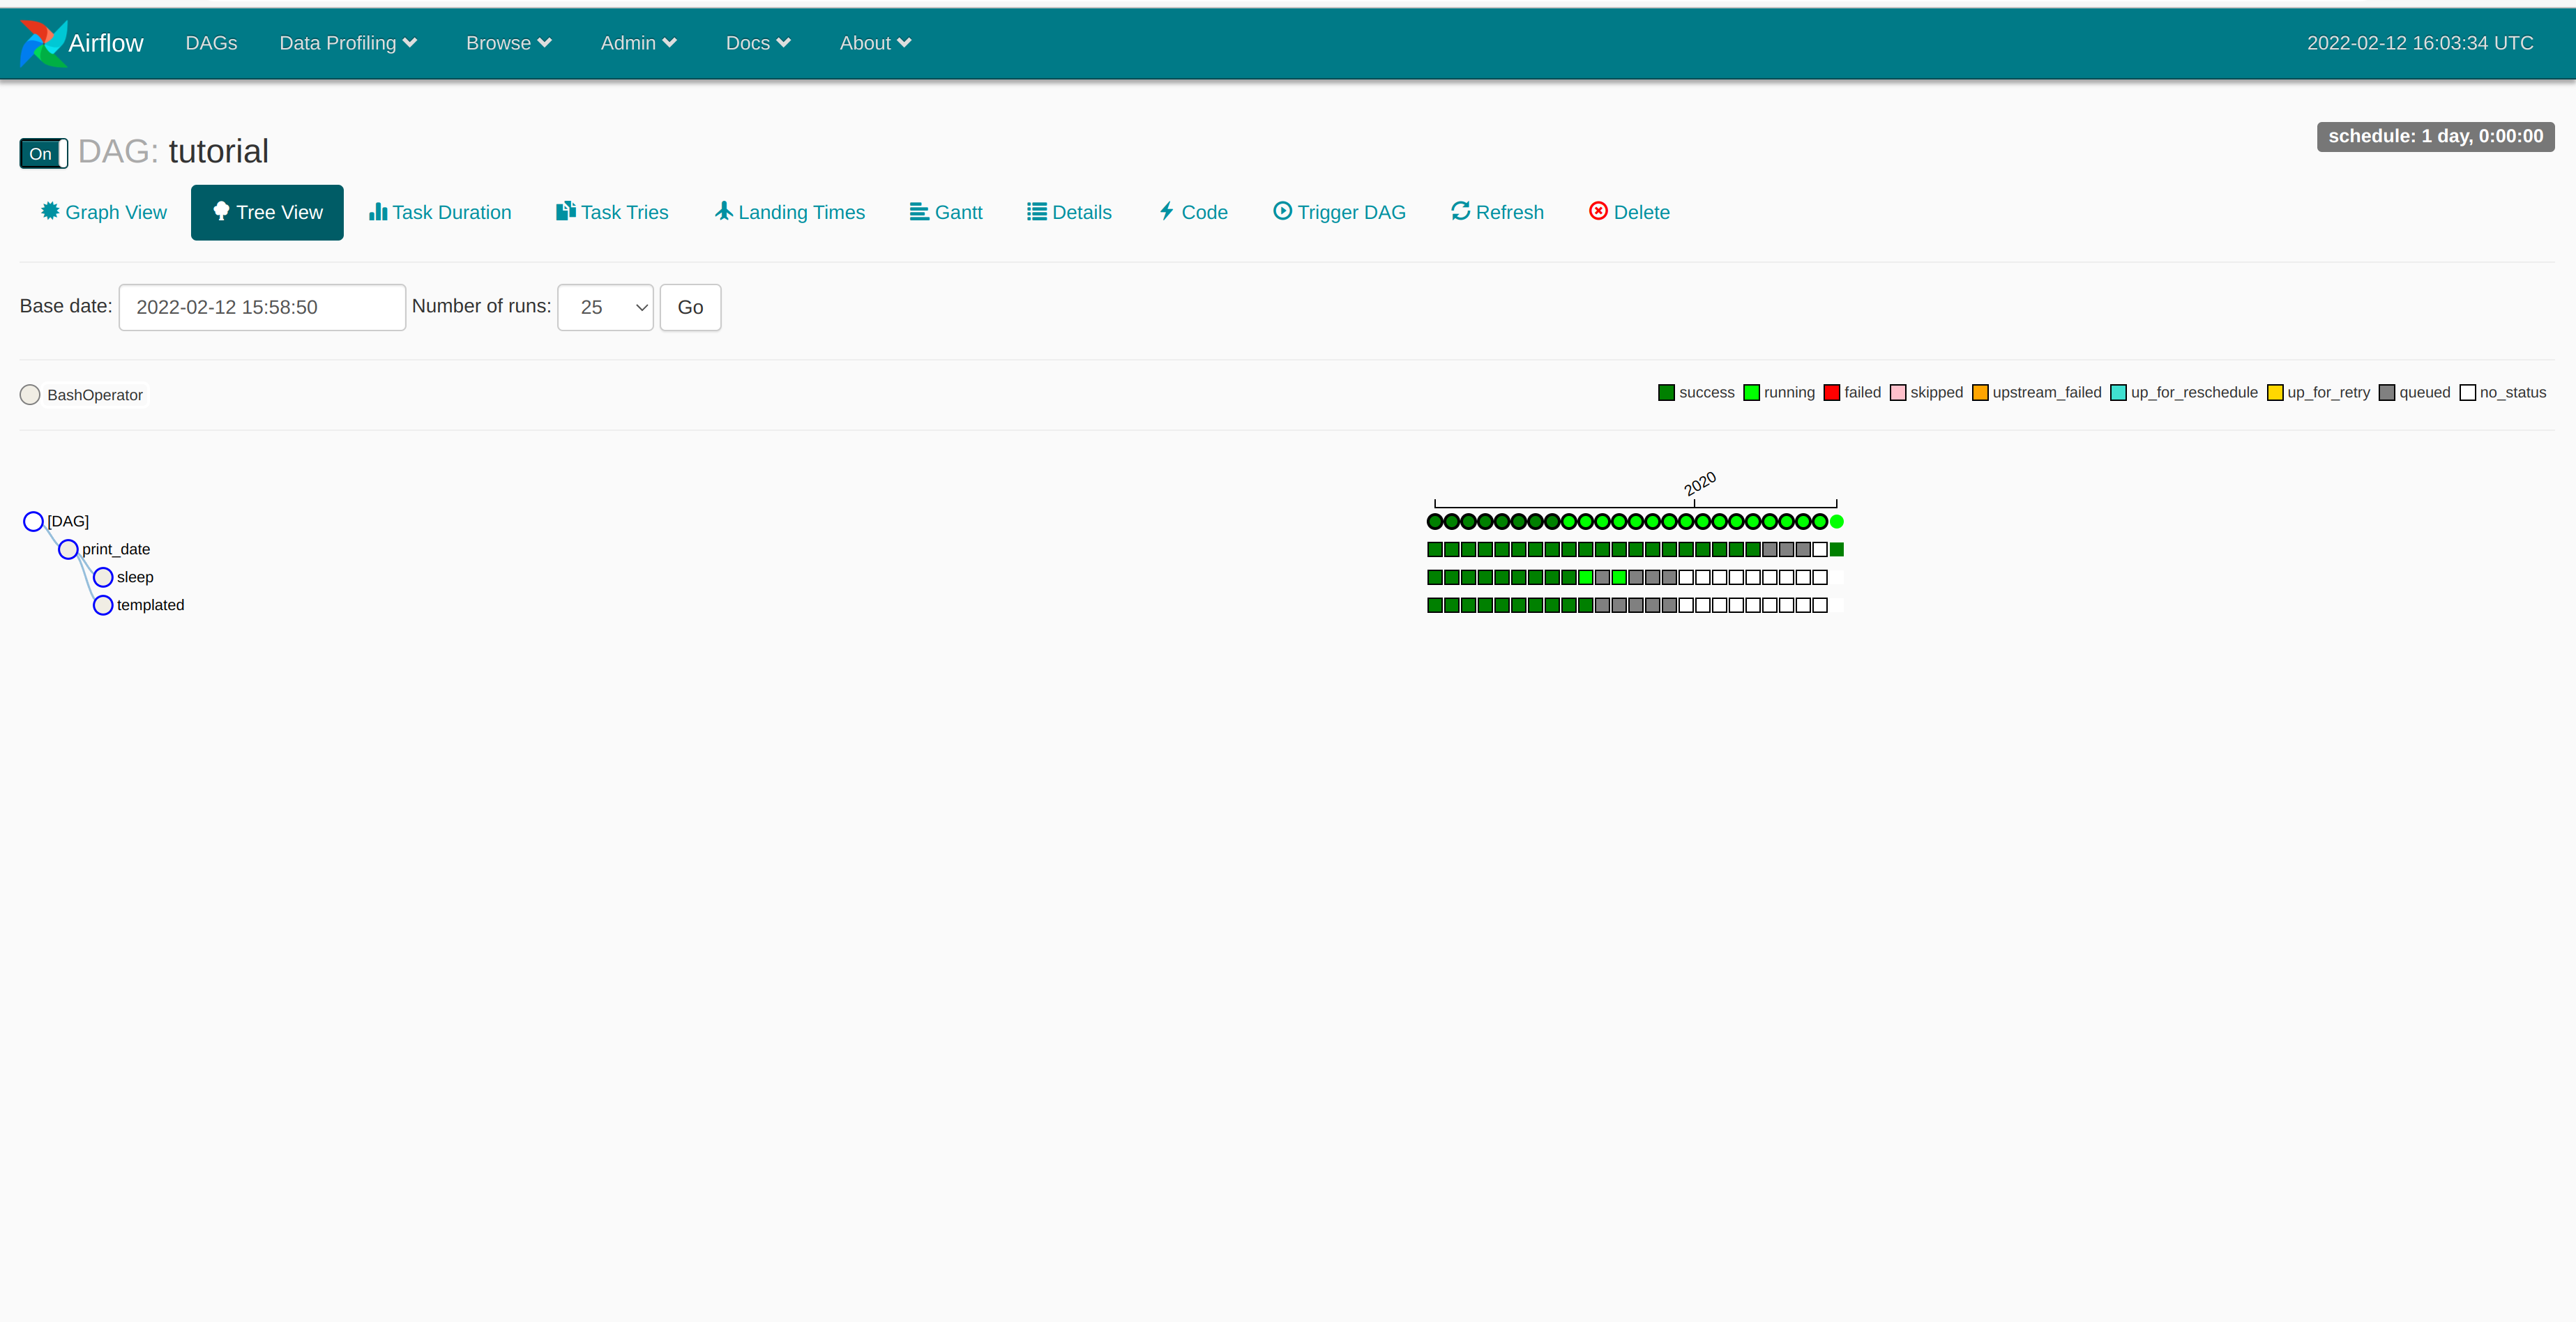 Airflow DAGs Data Profiling Browse Admin Docs About 2022-02-12 16:03:34 UTC
On DAG: tutorial schedule: 1 day, 0:00:00
Graph View Tree View Task Duration Task Tries Landing Times Gantt Details Code Trigger DAG Refresh Delete
Base date: 2022-02-12 15:58:50 Number of runs: 25 Go
BashOperator success running failed skipped upstream_failed up_for_reschedule up_for_retry queued no_status
2020
[DAG]
print_date
sleep
templated